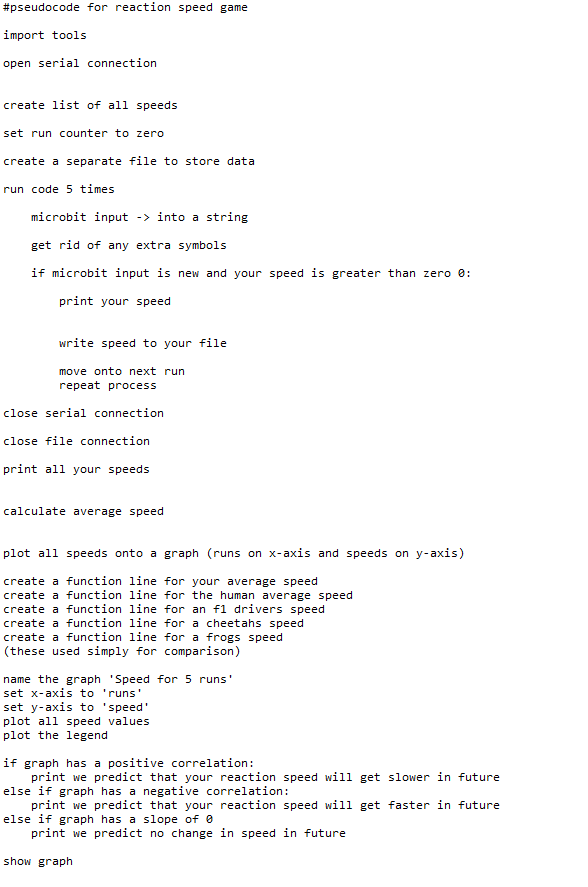 #pseudocode for reaction speed game
import tools
open serial connection
create list of all speeds
set run counter to zero
create a separate file to store data
run code 5 times
microbit input -> into a string
get rid of any extra symbols
if microbit input is new and your speed is greater than zero 0:
print your speed
write speed to your file
move onto next run
repeat process
close serial connection
close file connection
print all your speeds
calculate average speed
plot all speeds onto a graph (runs on x-axis and speeds on y-axis)
create a function line for your average speed
create a function line for the human average speed
create a function line for an f1 drivers speed
create a function line for a cheetahs speed
create a function line for a frogs speed
(these used simply for comparison)
name the graph 'Speed for 5 runs'
set x-axis to 'runs'
set y-axis to 'speed'
plot all speed values
plot the legend
if graph has a positive correlation:
print we predict that your reaction speed will get slower in future
else if graph has a negative correlation:
print we predict that your reaction speed will get faster in future
else if graph has a slope of 0
print we predict no change in speed in future
show graph